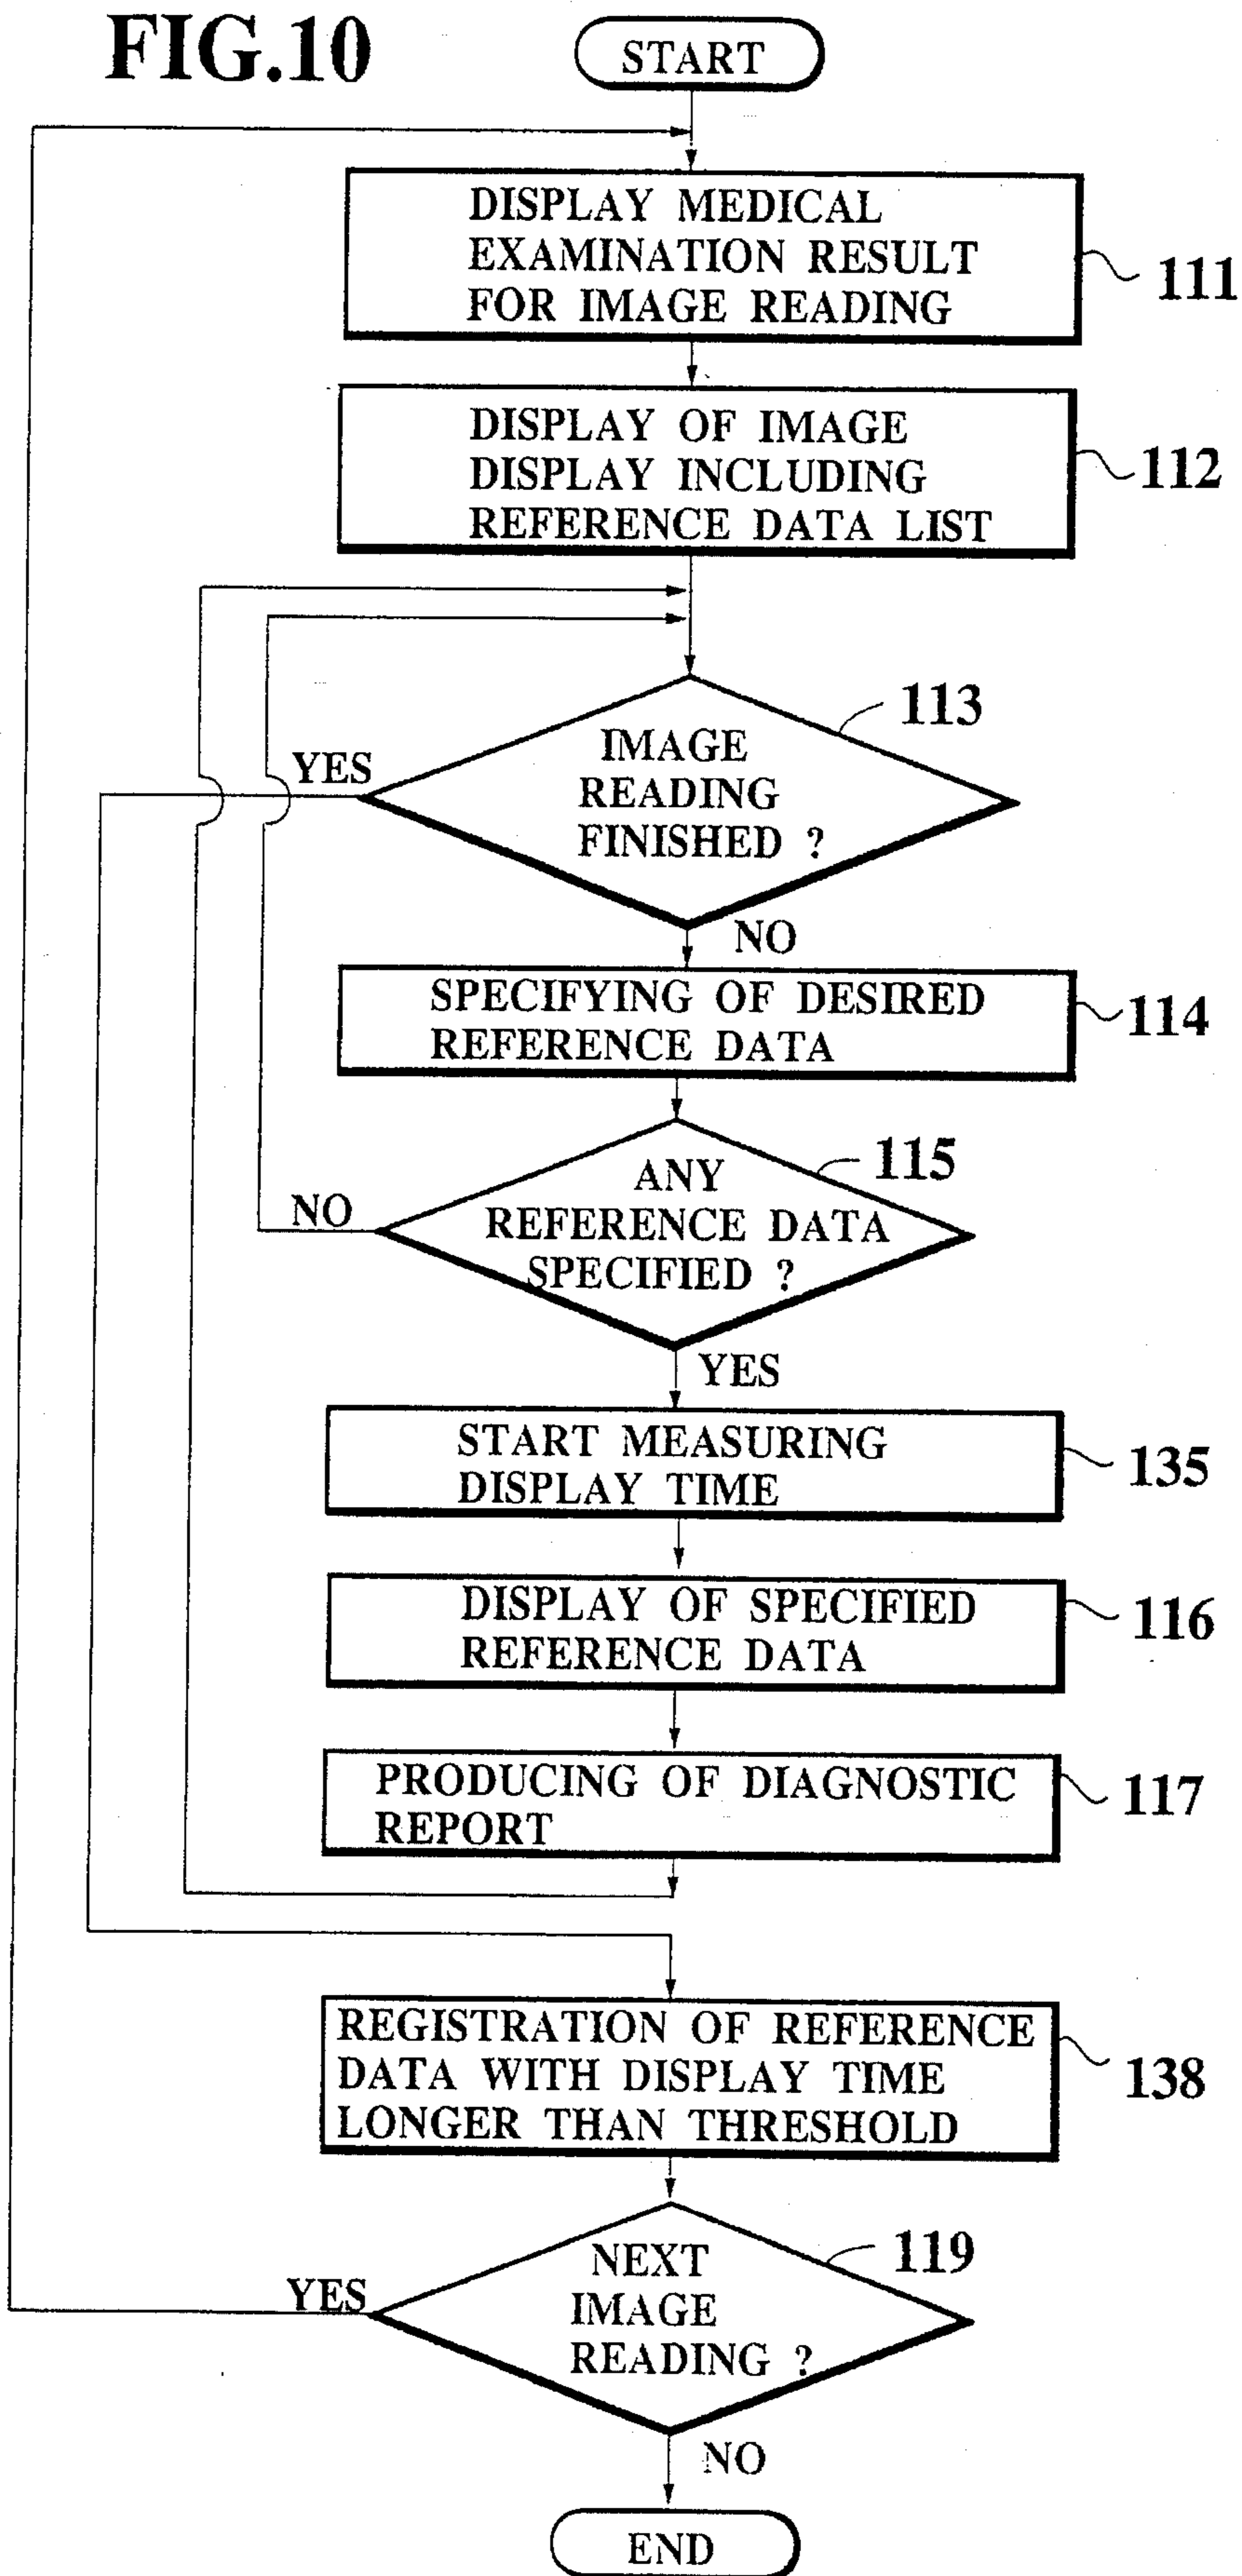 FIG.10
START
DISPLAY MEDICAL
EXAMINATION RESULT
FOR IMAGE READING
111
DISPLAY OF IMAGE
DISPLAY INCLUDING
REFERENCE DATA LIST
112
113
IMAGE
READING
FINISHED ?
YES
NO
SPECIFYING OF DESIRED
REFERENCE DATA
114
115
ANY
REFERENCE DATA
SPECIFIED ?
NO
YES
START MEASURING
DISPLAY TIME
135
DISPLAY OF SPECIFIED
REFERENCE DATA
116
PRODUCING OF DIAGNOSTIC
REPORT
117
REGISTRATION OF REFERENCE
DATA WITH DISPLAY TIME
LONGER THAN THRESHOLD
138
119
NEXT
IMAGE
READING ?
YES
NO
END